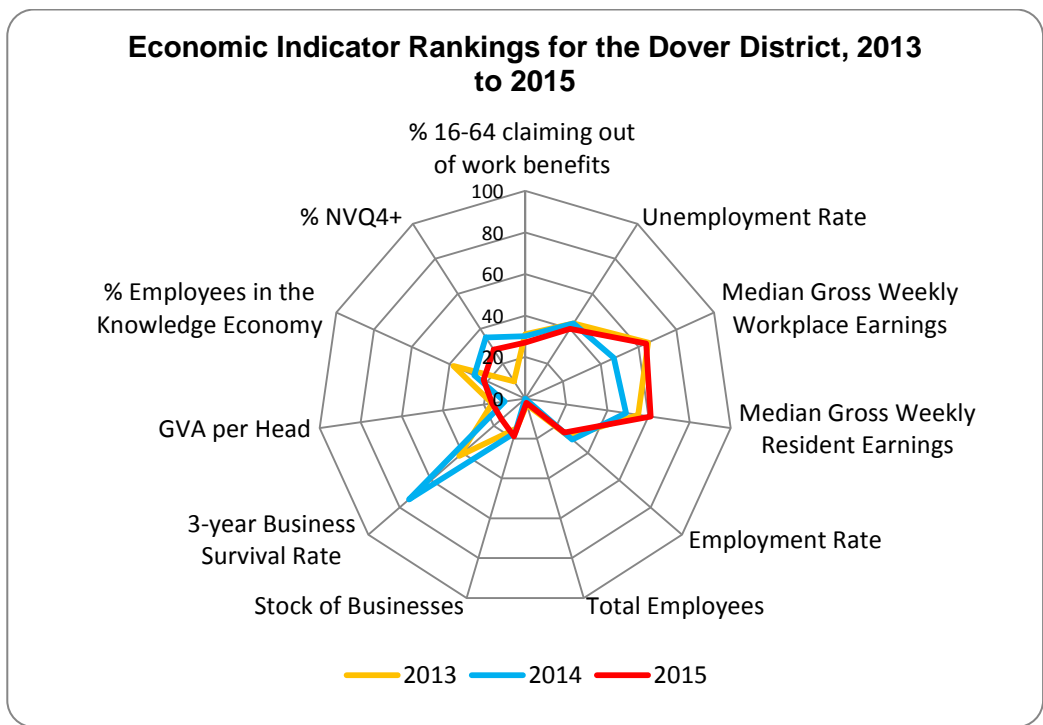 Economic Indicator Rankings for the Dover District, 2013
to 2015
% 16-64 claiming out
of work benefits
Unemployment Rate
Median Gross Weekly
Workplace Earnings
Median Gross Weekly
Resident Earnings
Employment Rate
Total Employees
Stock of Businesses
3-year Business
Survival Rate
GVA per Head
% Employees in the
Knowledge Economy
% NVQ4+
100
80
60
40
20
0
2013
2014
2015